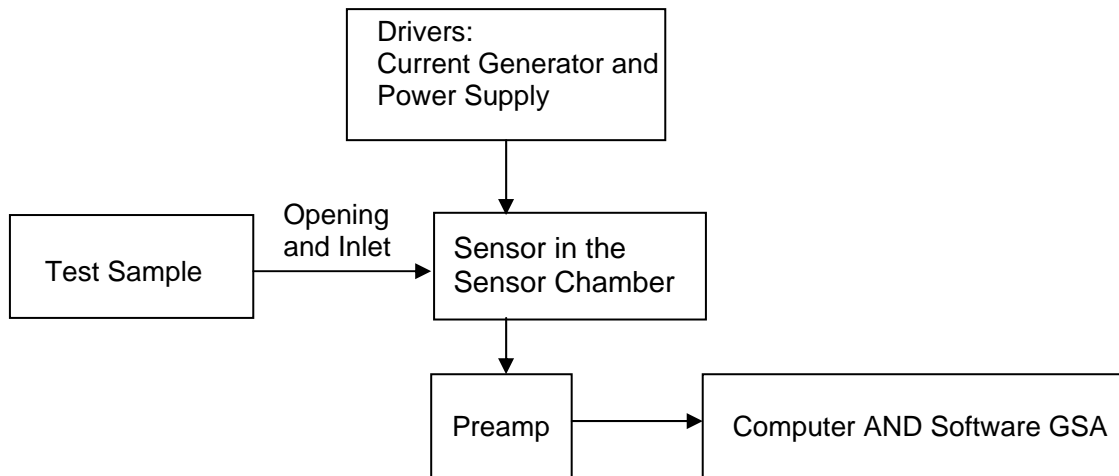 Drivers:
Current Generator and
Power Supply
Opening
and Inlet
Test Sample
Sensor in the
Sensor Chamber
Preamp
Computer AND Software GSA